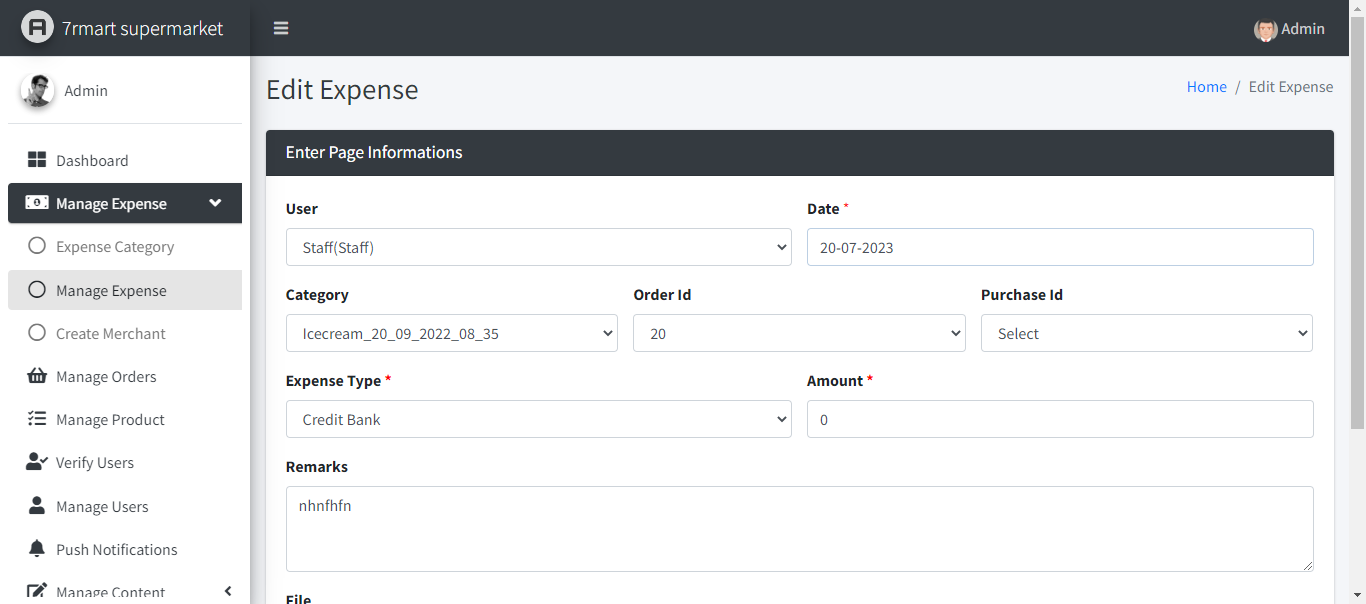 7rmart supermarket
Admin
Admin
Dashboard
Manage Expense
Expense Category
Manage Expense
Create Merchant
Manage Orders
Manage Product
Verify Users
Manage Users
Push Notifications
Manage Content
Edit Expense
Home / Edit Expense
Enter Page Informations
User
Date *
Staff(Staff)
20-07-2023
Category
Order Id
Purchase Id
Icecream_20_09_2022_08_35
20
Select
Expense Type *
Amount *
Credit Bank
0
Remarks
nhnfhfn
File